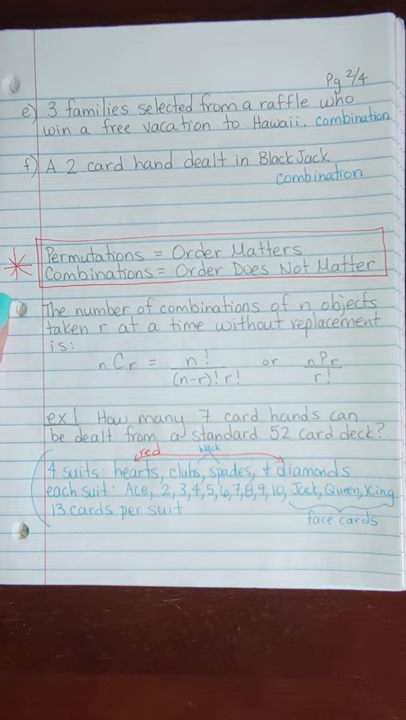 Pg 2/4
e) 3 families selected from a raffle who
win a free vacation to Hawaii. combination
f) A 2 card hand dealt in BlackJack
combination
* Permutations = Order Matters
Combinations = Order Does Not Matter
The number of combinations of n objects
taken r at a time without replacement
is:
nCr = n! / (n-r)! r! or nPr / r!
ex) How many 7 card hands can
be dealt from a standard 52 card deck?
red black
4 suits: hearts, clubs, spades, + diamonds
each suit: Ace, 2, 3, 4, 5, 6, 7, 8, 9, 10, Jack, Queen, King
13 cards per suit
face cards